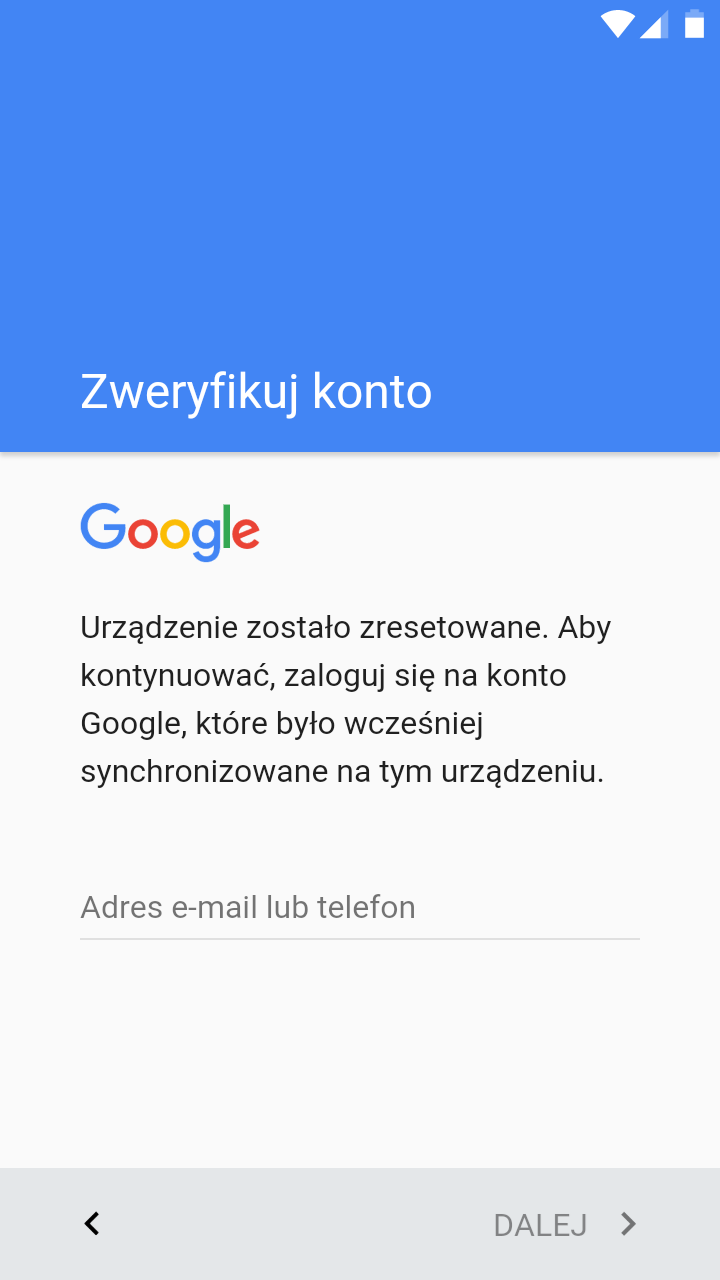 Zweryfikuj konto
Google
Urządzenie zostało zresetowane. Aby
kontynuować, zaloguj się na konto
Google, które było wcześniej
synchronizowane na tym urządzeniu.
Adres e-mail lub telefon
DALEJ